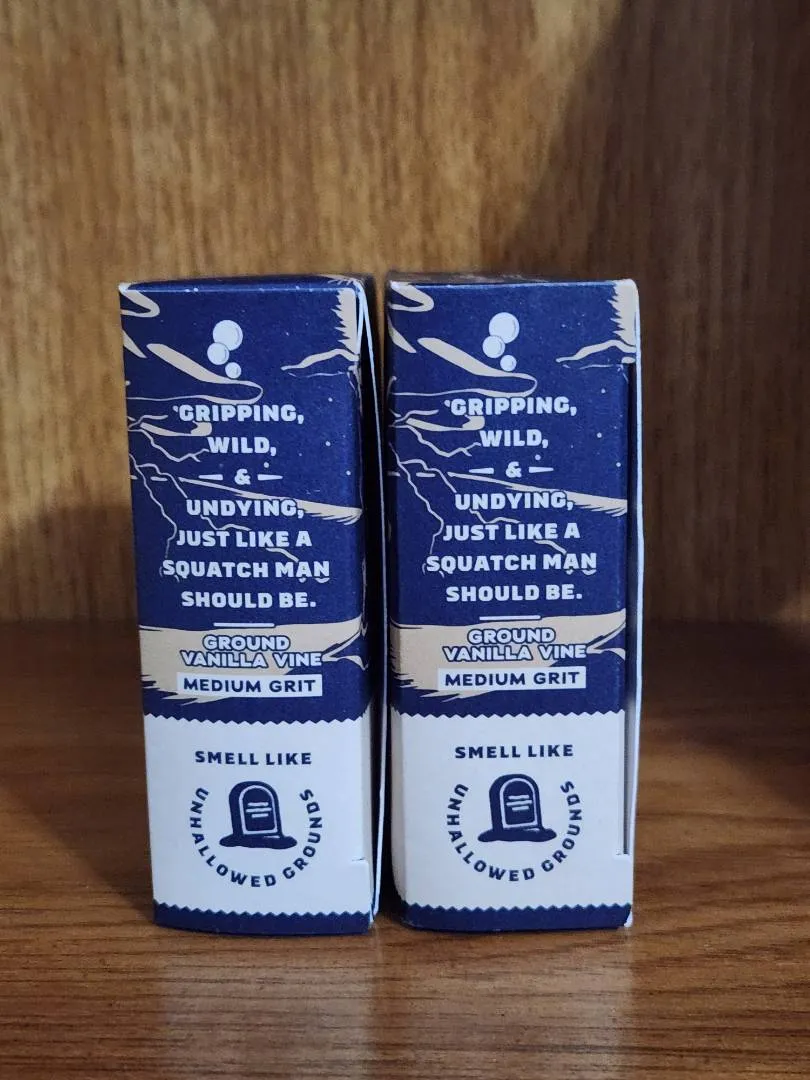 GRIPPING,
WILD,
&
UNDYING,
JUST LIKE A
SQUATCH MAN
SHOULD BE.
GROUND
VANILLA VINE
MEDIUM GRIT
SMELL LIKE
UNHALLOWED GROUNDS
GRIPPING,
WILD,
&
UNDYING,
JUST LIKE A
SQUATCH MAN
SHOULD BE.
GROUND
VANILLA VINE
MEDIUM GRIT
SMELL LIKE
UNHALLOWED GROUNDS